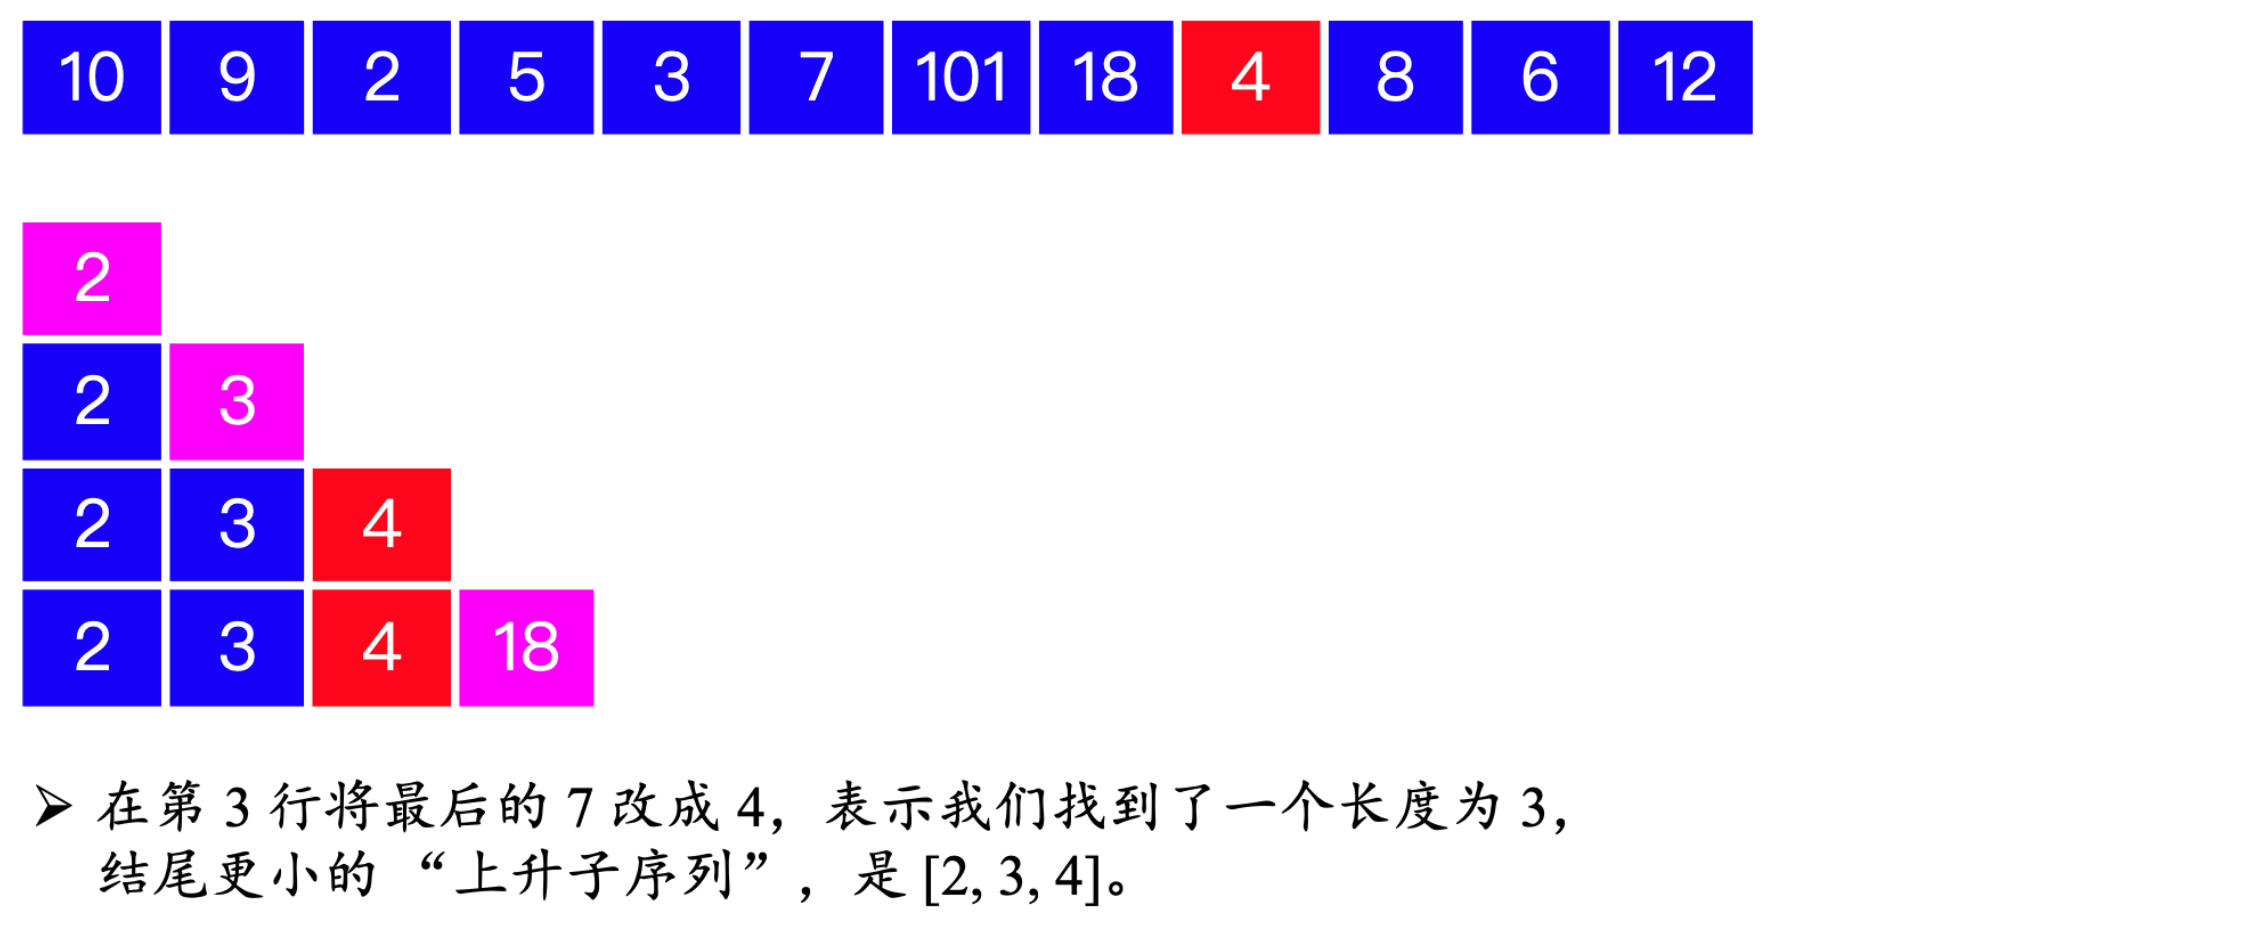 10 9 2 5 3 7 101 18 4 8 6 12
2
2 3
2 3 4
2 3 4 18
➢ 在第 3 行将最后的 7 改成 4，表示我们找到了一个长度为 3，
结尾更小的 “上升子序列” ，是 [2, 3, 4]。